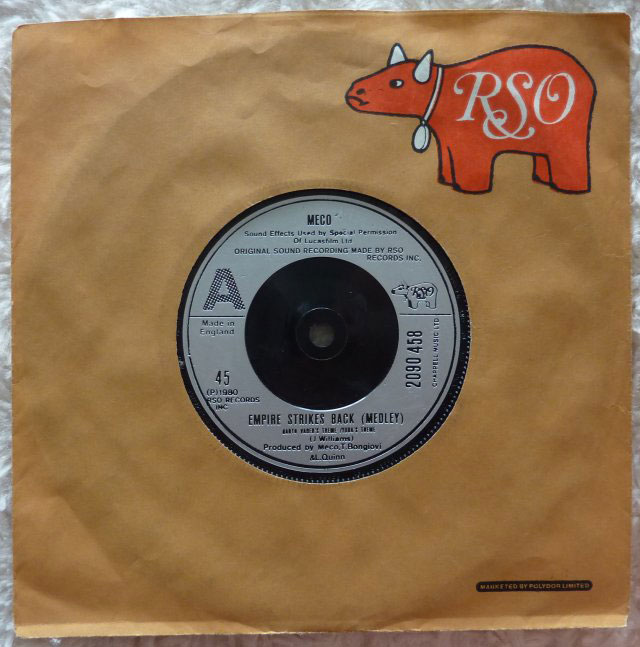 RSO
MECO
Sound Effects Used by Special Permission
Of Lucasfilm Ltd
ORIGINAL SOUND RECORDING MADE BY RSO
RECORDS INC.
A
RSO
Made in
England
45
(P)1980
RSO RECORDS
INC
2090 458
CHAPPELL MUSIC LTD
EMPIRE STRIKES BACK (MEDLEY)
DARTH VADER'S THEME /YODA'S THEME
(J Williams)
Produced by Meco,T.Bongiovi
&L.Quinn
MARKETED BY POLYDOR LIMITED